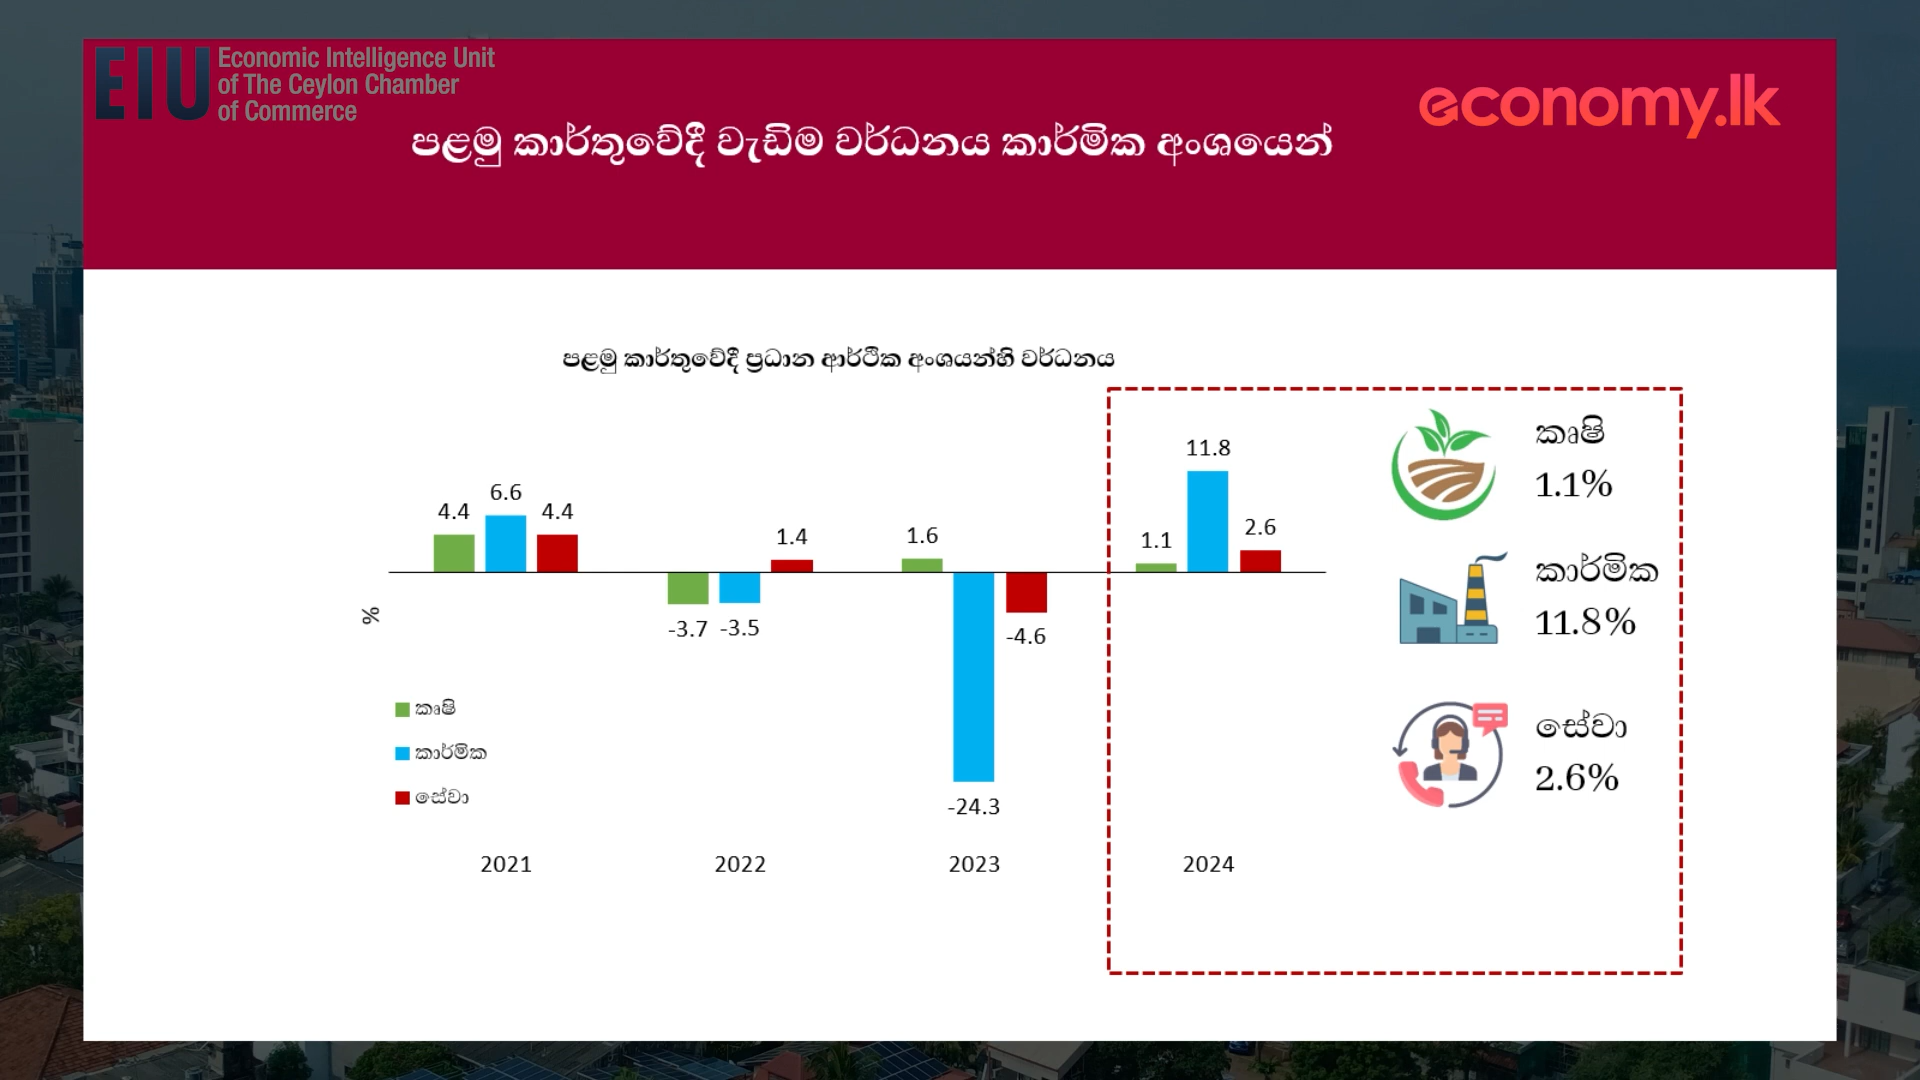 EIU
Economic Intelligence Unit
of The Ceylon Chamber
of Commerce
economy.lk
පළමු කාර්තුවේදී වැඩිම වර්ධනය කාර්මික අංශයෙන්
පළමු කාර්තුවේදී ප්‍රධාන ආර්ථික අංශයන්හි වර්ධනය
4.4 6.6 4.4
-3.7 -3.5 1.4
1.6 -24.3 -4.6
1.1 11.8 2.6
%
කෘෂි
කාර්මික
සේවා
2021 2022 2023 2024
කෘෂි
1.1%
කාර්මික
11.8%
සේවා
2.6%